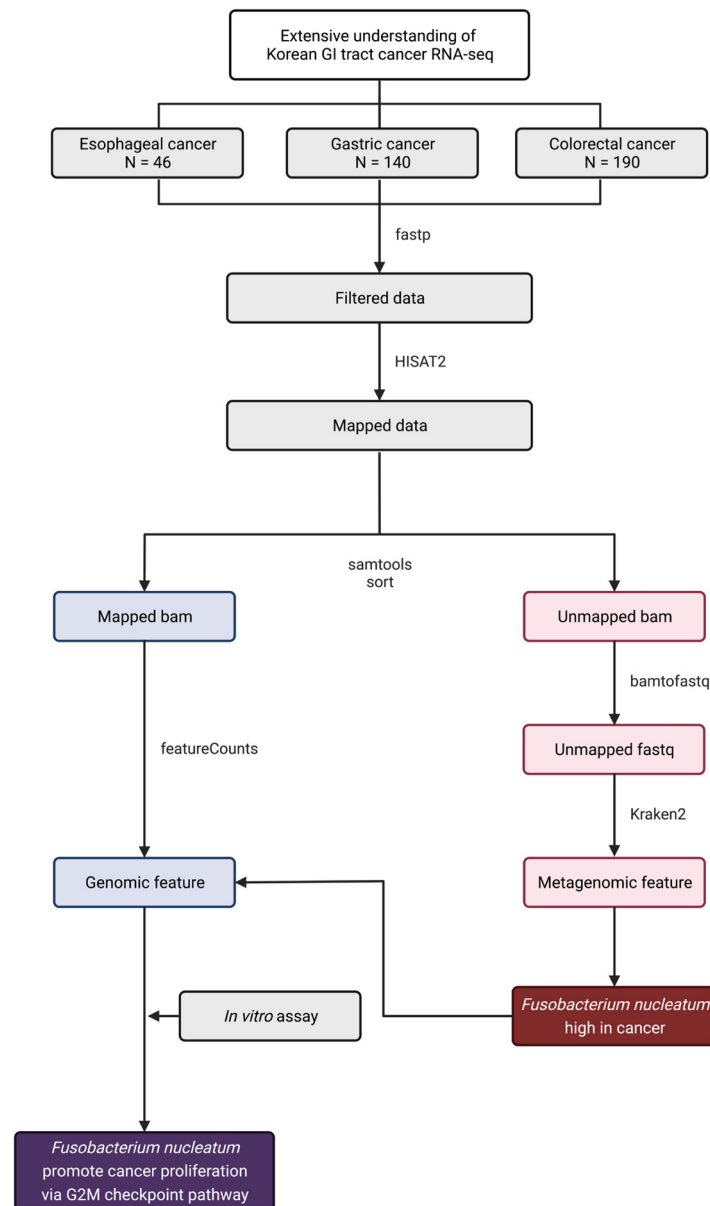 Extensive understanding of
Korean GI tract cancer RNA-seq
Esophageal cancer
N = 46
Gastric cancer
N = 140
Colorectal cancer
N = 190
fastp
Filtered data
HISAT2
Mapped data
samtools
sort
Mapped bam
Unmapped bam
bamtofastq
featureCounts
Unmapped fastq
Kraken2
Genomic feature
Metagenomic feature
In vitro assay
Fusobacterium nucleatum
high in cancer
Fusobacterium nucleatum
promote cancer proliferation
via G2M checkpoint pathway